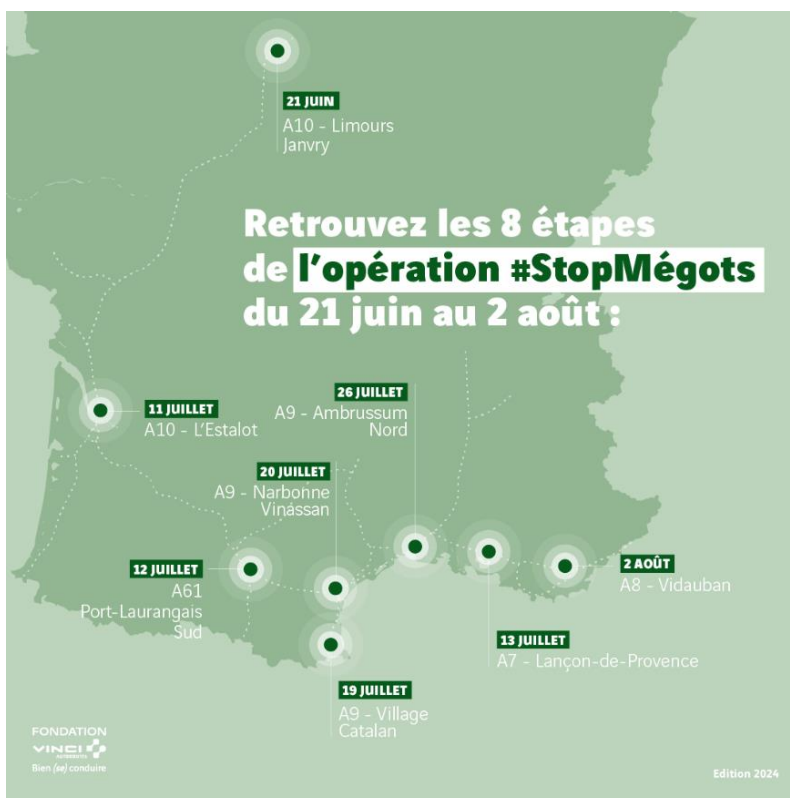 21 JUIN
A10 - Limours
Janvry
Retrouvez les 8 étapes
de l'opération #StopMégots
du 21 juin au 2 août :
26 JUILLET
A9 - Ambrussum
Nord
11 JUILLET
A10 - L'Estalot
20 JUILLET
A9 - Narbonne
Vinassan
12 JUILLET
A61
Port-Laurangais
Sud
2 AOÛT
A8 - Vidauban
13 JUILLET
A7 - Lançon-de-Provence
19 JUILLET
A9 - Village
Catalan
FONDATION
VINCI
AUTOROUTES
Bien (se) conduire
Edition 2024